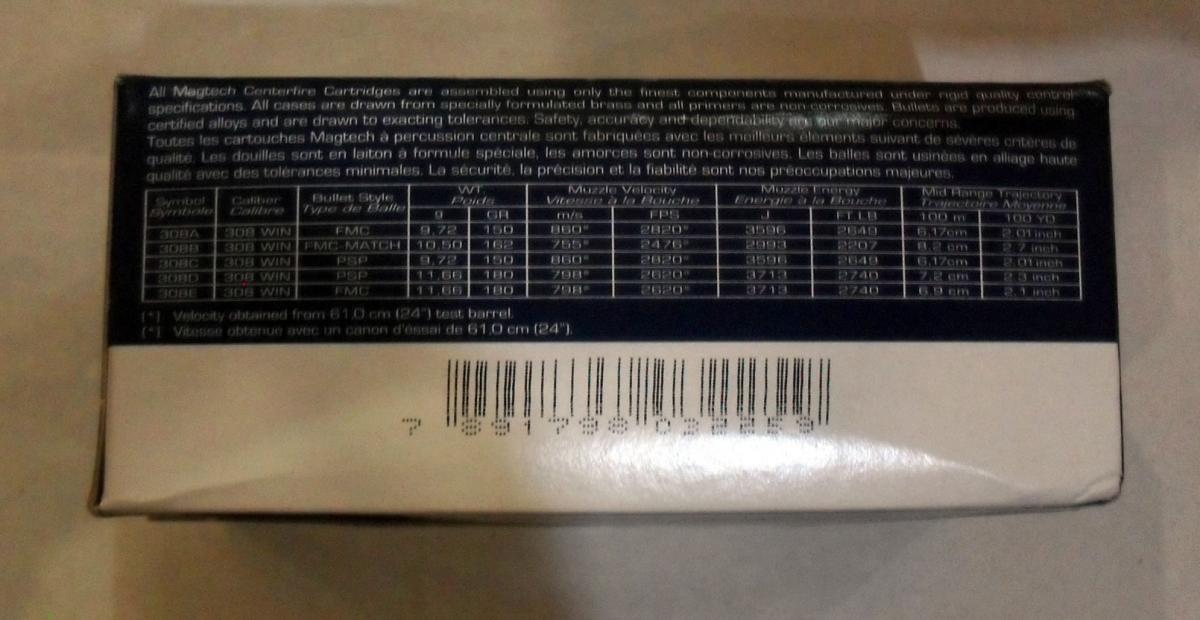 All Magtech Centerfire Cartridges are assembled using only the finest components manufactured under rigid quality control
specifications. All cases are drawn from specially formulated brass and all primers are non-corrosives. Bullets are produced using
certified alloys and are drawn to exacting tolerances. Safety, accuracy and dependability are our major concerns.
Toutes les cartouches Magtech à percussion centrale sont fabriquées avec les meilleurs élements suivant de sévères critères de
qualité. Les douilles sont en laiton à formule spéciale, les amorces sont non-corrosives. Les balles sont usinées en alliage haute
qualité avec des tolérances minimales. La sécurité, la précision et la fiabilité sont nos préoccupations majeures.
Symbol Caliber Bullet Style WT. Muzzle Velocity Muzzle Energy Mid Range Trajectory
Symbole Calibre Type de Balle Poids Vitesse à la Bouche Energie à la Bouche Trajectoire Moyenne
g GR m/s FPS J FT.LB 100 m 100 YD
308A 308 WIN FMC 9,72 150 860* 2820* 3596 2649 6,17cm 2.01 inch
308B 308 WIN FMC-MATCH 10,50 162 755* 2476* 2993 2207 8.2 cm 2.7 inch
308C 308 WIN PSP 9,72 150 860* 2820* 3596 2649 6,17cm 2.01 inch
308D 308 WIN PSP 11,66 180 798* 2620* 3713 2740 7,2 cm 2.3 inch
308E 308 WIN FMC 11,66 180 798* 2620* 3713 2740 6.9 cm 2.1 inch
(*) Velocity obtained from 61,0 cm (24") test barrel.
(*) Vitesse obtenue avec un canon d'éssai de 61,0 cm (24").
7 891798